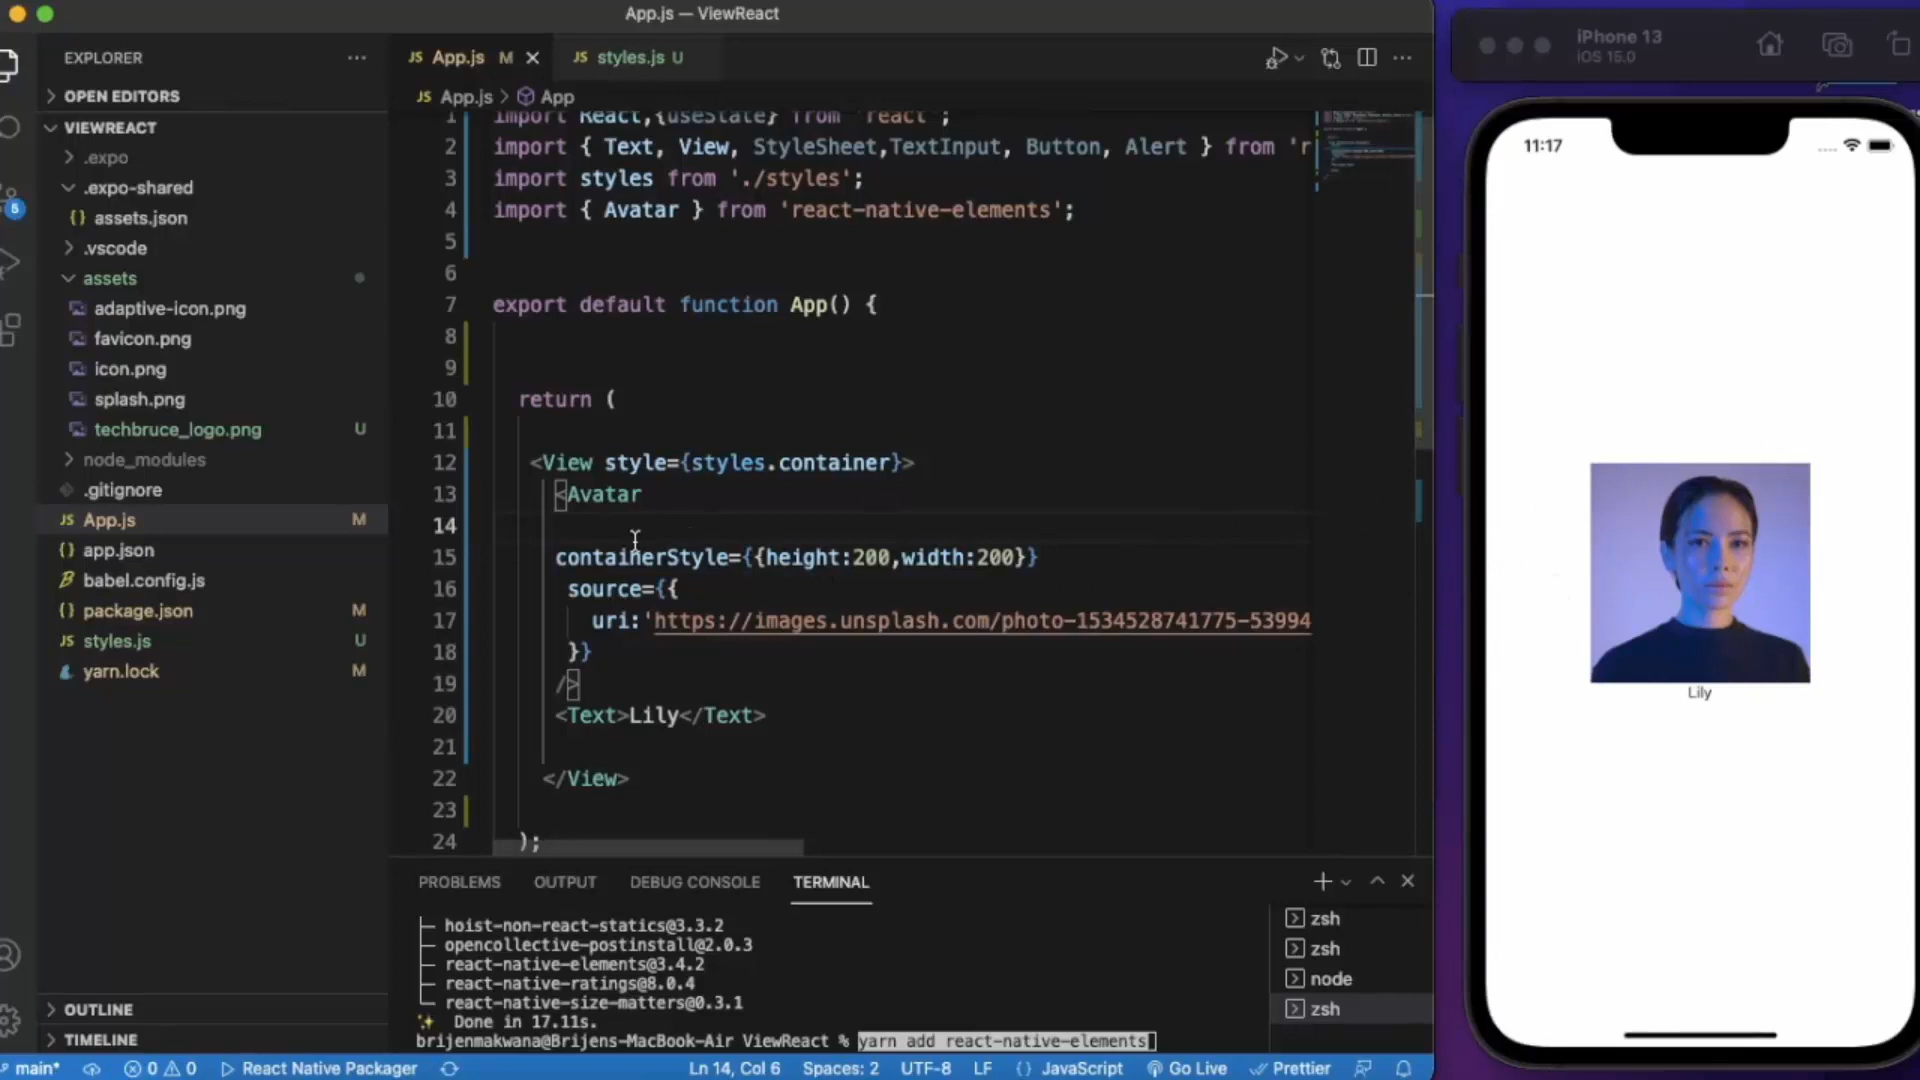 App.js — ViewReact
EXPLORER
OPEN EDITORS
VIEWREACT
.expo
.expo-shared
{} assets.json
.vscode
assets
adaptive-icon.png
favicon.png
icon.png
splash.png
techbruce_logo.png U
node_modules
.gitignore
JS App.js M
{} app.json
babel.config.js
{} package.json M
JS styles.js U
yarn.lock M
OUTLINE
TIMELINE
5
JS App.js M
JS styles.js U
JS App.js > App
1 import React,{useState} from 'react';
2 import { Text, View, StyleSheet,TextInput, Button, Alert } from 'r
3 import styles from './styles';
4 import { Avatar } from 'react-native-elements';
5
6
7 export default function App() {
8
9
10 return (
11
12 <View style={styles.container}>
13 <Avatar
14
15 containerStyle={{height:200,width:200}}
16 source={{
17 uri:'https://images.unsplash.com/photo-1534528741775-53994
18 }}
19 />
20 <Text>Lily</Text>
21
22 </View>
23
24 );
PROBLEMS OUTPUT DEBUG CONSOLE TERMINAL
├─ hoist-non-react-statics@3.3.2
├─ opencollective-postinstall@2.0.3
├─ react-native-elements@3.4.2
├─ react-native-ratings@8.0.4
└─ react-native-size-matters@0.3.1
✨ Done in 17.11s.
brijenmakwana@Brijens-MacBook-Air ViewReact % yarn add react-native-elements
zsh
zsh
node
zsh
main* 0 0 React Native Packager Ln 14, Col 6 Spaces: 2 UTF-8 LF {} JavaScript Go Live Prettier
iPhone 13
iOS 15.0
11:17
Lily